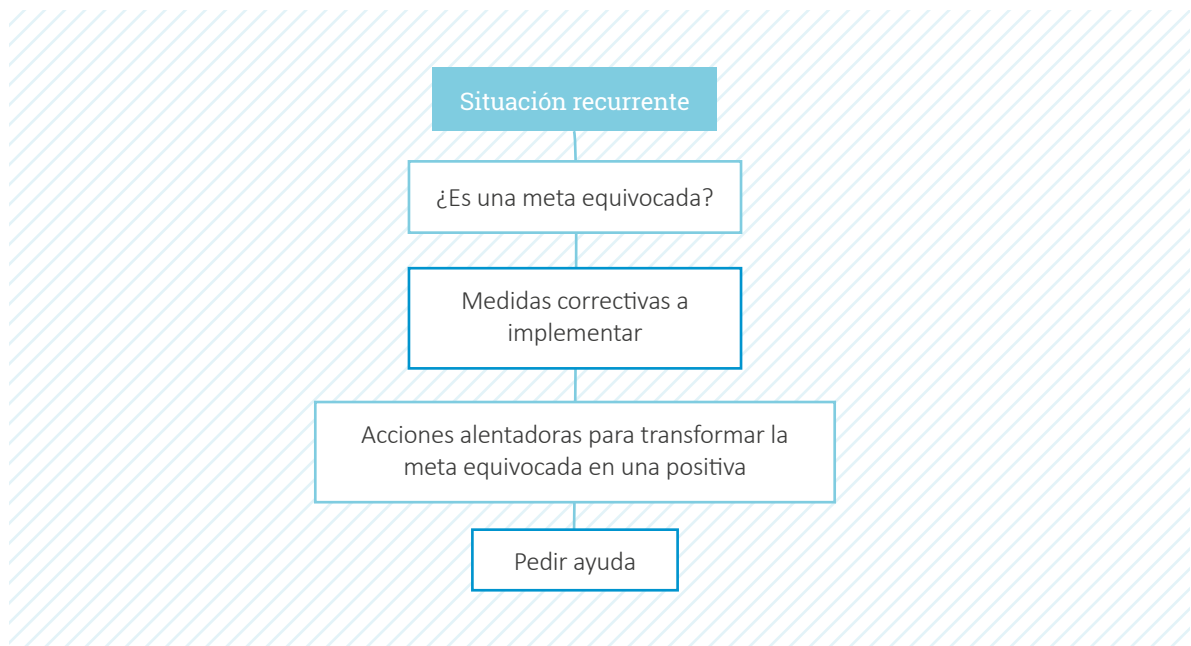 Situación recurrente
¿Es una meta equivocada?
Medidas correctivas a
implementar
Acciones alentadoras para transformar la
meta equivocada en una positiva
Pedir ayuda